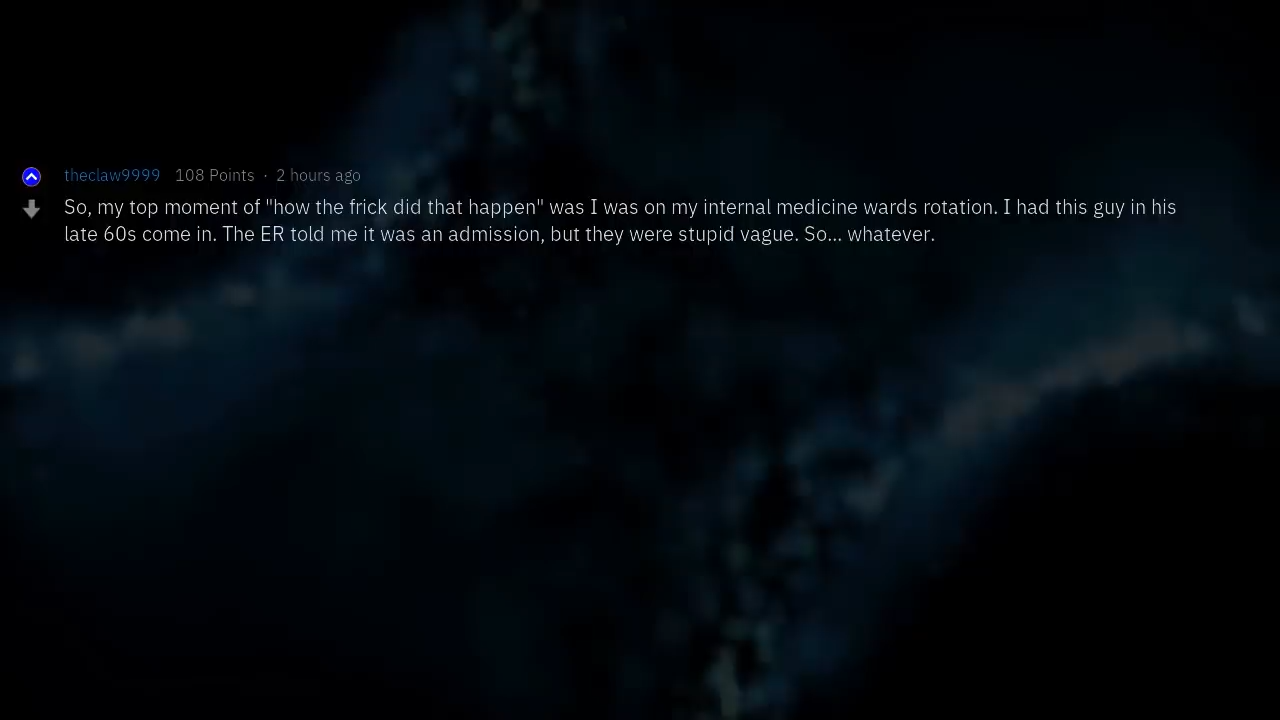 theclaw9999 108 Points · 2 hours ago
So, my top moment of "how the frick did that happen" was I was on my internal medicine wards rotation. I had this guy in his
late 60s come in. The ER told me it was an admission, but they were stupid vague. So... whatever.